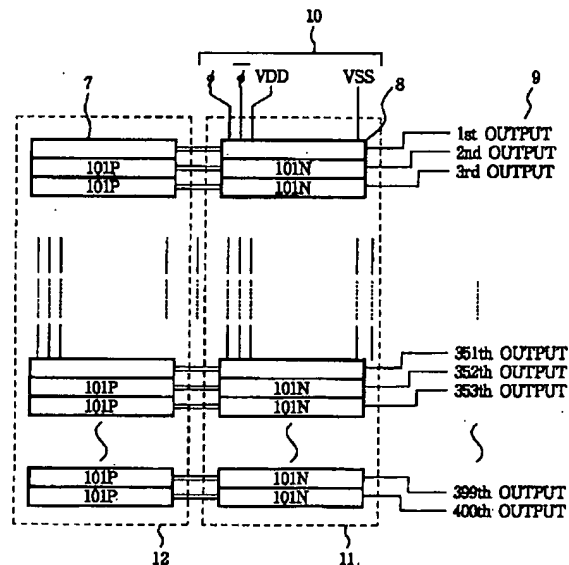 10
ϕ ϕ̅ VDD VSS
7 8 9
1st OUTPUT
2nd OUTPUT
101P 101N
3rd OUTPUT
101P 101N
351th OUTPUT
352th OUTPUT
101P 101N
353th OUTPUT
101P 101N
101P 101N
399th OUTPUT
101P 101N
400th OUTPUT
12 11